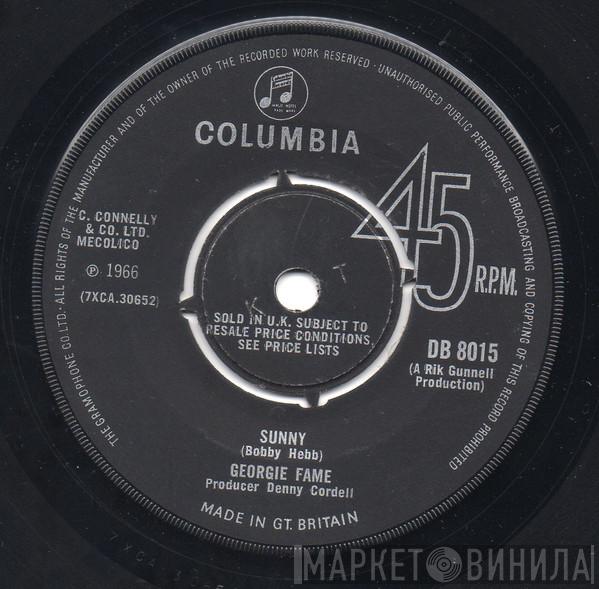 THE GRAMOPHONE CO. LTD. · ALL RIGHTS OF THE MANUFACTURER AND OF THE OWNER OF THE RECORDED WORK RESERVED · UNAUTHORISED PUBLIC PERFORMANCE BROADCASTING AND COPYING OF THIS RECORD PROHIBITED
COLUMBIA
45
R.P.M.
C. CONNELLY
& CO. LTD.
MECOLICO
℗ 1966
(7XCA.30652)
K T
SOLD IN U.K. SUBJECT TO
RESALE PRICE CONDITIONS,
SEE PRICE LISTS
DB 8015
(A Rik Gunnell
Production)
SUNNY
(Bobby Hebb)
GEORGIE FAME
Producer Denny Cordell
MADE IN GT. BRITAIN
МАРКЕТ ВИНИЛА